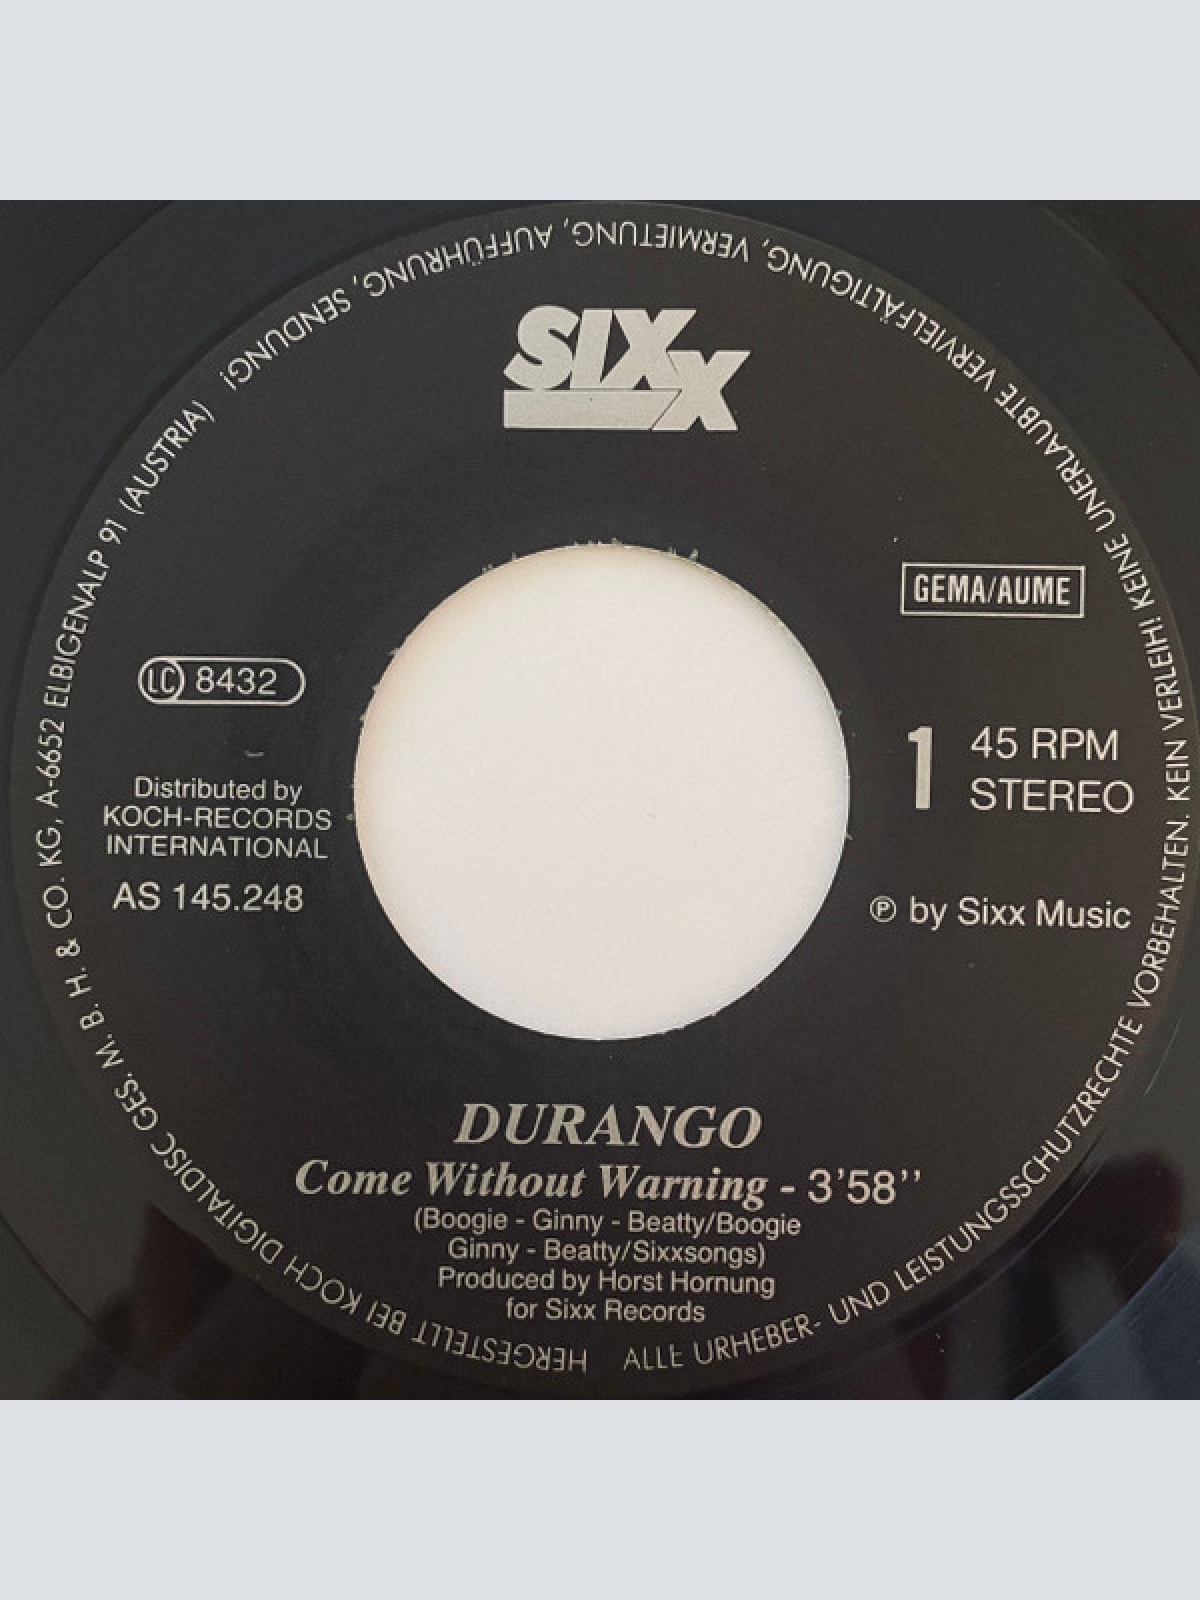 SIXX
GEMA/AUME
LC 8432
1
45 RPM
STEREO
Distributed by
KOCH-RECORDS
INTERNATIONAL
AS 145.248
℗ by Sixx Music
DURANGO
Come Without Warning - 3'58''
(Boogie - Ginny - Beatty/Boogie
Ginny - Beatty/Sixxsongs)
Produced by Horst Hornung
for Sixx Records
HERGESTELLT BEI KOCH DIGITALDISC GES. M. B. H. & CO. KG, A-6652 ELBIGENALP 91 (AUSTRIA)
ALLE URHEBER- UND LEISTUNGSSCHUTZRECHTE VORBEHALTEN. KEIN VERLEIH! KEINE UNERLAUBTE VERVIELFÄLTIGUNG, VERMIETUNG, AUFFÜHRUNG, SENDUNG!